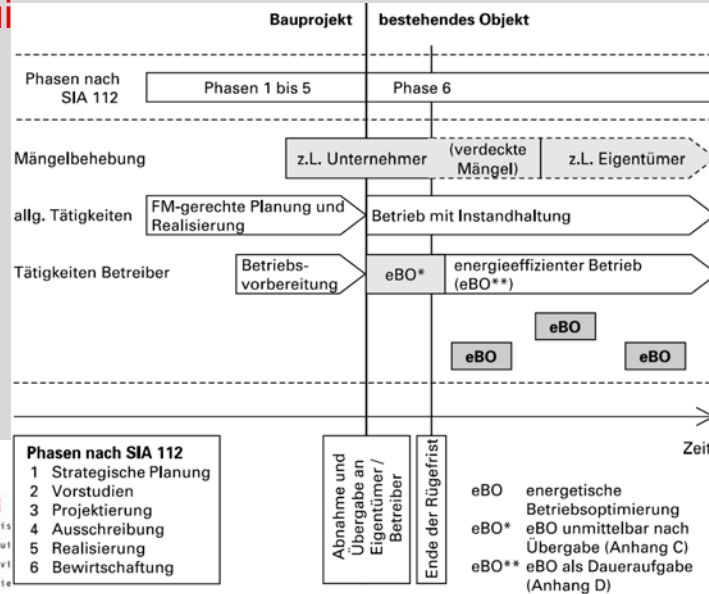 Bauprojekt
bestehendes Objekt
Phasen nach
SIA 112
Phasen 1 bis 5
Phase 6
Mängelbehebung
z.L. Unternehmer
(verdeckte
Mängel)
z.L. Eigentümer
allg. Tätigkeiten
FM-gerechte Planung und
Realisierung
Betrieb mit Instandhaltung
Tätigkeiten Betreiber
Betriebs-
vorbereitung
eBO*
energieeffizienter Betrieb
(eBO**)
eBO
eBO
eBO
Zeit
Phasen nach SIA 112
1 Strategische Planung
2 Vorstudien
3 Projektierung
4 Ausschreibung
5 Realisierung
6 Bewirtschaftung
Abnahme und
Übergabe an
Eigentümer /
Betreiber
Ende der Rügefrist
eBO energetische
Betriebsoptimierung
eBO* eBO unmittelbar nach
Übergabe (Anhang C)
eBO** eBO als Daueraufgabe
(Anhang D)